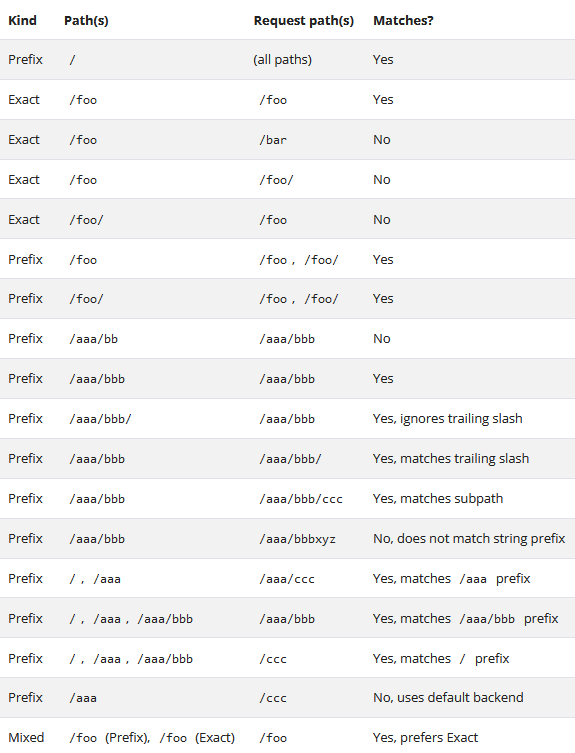 Kind Path(s) Request path(s) Matches?
Prefix / (all paths) Yes
Exact /foo /foo Yes
Exact /foo /bar No
Exact /foo /foo/ No
Exact /foo/ /foo No
Prefix /foo /foo , /foo/ Yes
Prefix /foo/ /foo , /foo/ Yes
Prefix /aaa/bb /aaa/bbb No
Prefix /aaa/bbb /aaa/bbb Yes
Prefix /aaa/bbb/ /aaa/bbb Yes, ignores trailing slash
Prefix /aaa/bbb /aaa/bbb/ Yes, matches trailing slash
Prefix /aaa/bbb /aaa/bbb/ccc Yes, matches subpath
Prefix /aaa/bbb /aaa/bbbxyz No, does not match string prefix
Prefix / , /aaa /aaa/ccc Yes, matches /aaa prefix
Prefix / , /aaa , /aaa/bbb /aaa/bbb Yes, matches /aaa/bbb prefix
Prefix / , /aaa , /aaa/bbb /ccc Yes, matches / prefix
Prefix /aaa /ccc No, uses default backend
Mixed /foo (Prefix), /foo (Exact) /foo Yes, prefers Exact